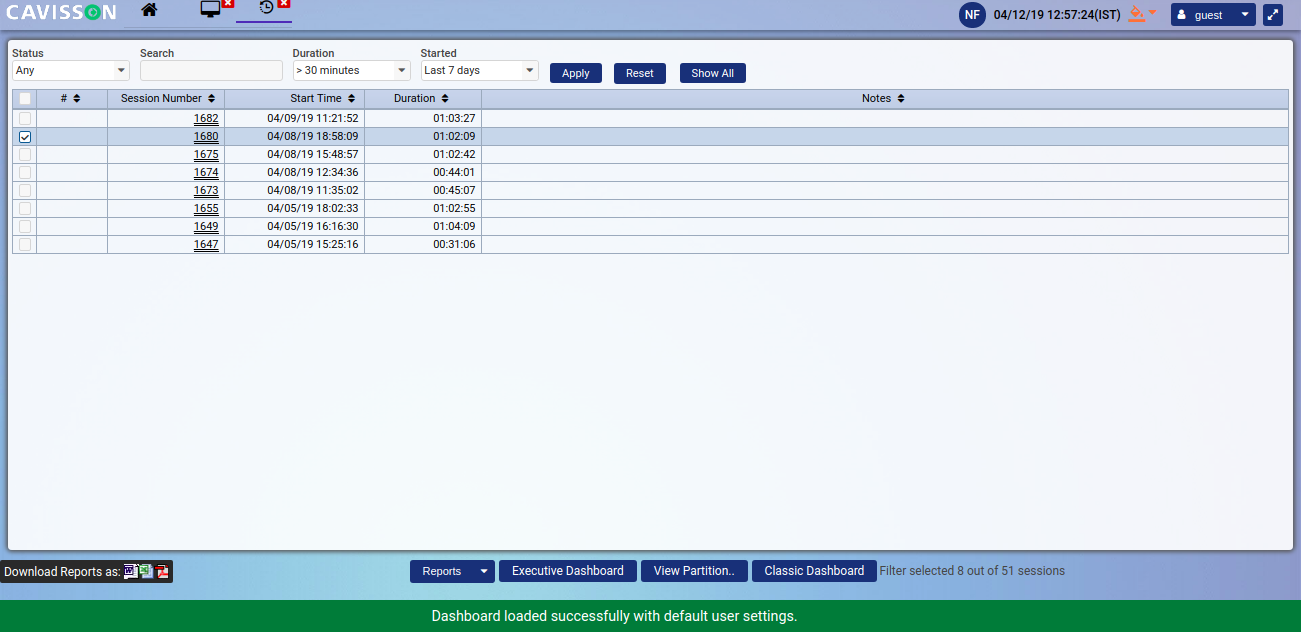 CAVISSON
NF 04/12/19 12:57:24(IST) guest
Status Search Duration Started
Any > 30 minutes Last 7 days Apply Reset Show All
# Session Number Start Time Duration Notes
1682 04/09/19 11:21:52 01:03:27
1680 04/08/19 18:58:09 01:02:09
1675 04/08/19 15:48:57 01:02:42
1674 04/08/19 12:34:36 00:44:01
1673 04/08/19 11:35:02 00:45:07
1655 04/05/19 18:02:33 01:02:55
1649 04/05/19 16:16:30 01:04:09
1647 04/05/19 15:25:16 00:31:06
Download Reports as: Reports Executive Dashboard View Partition.. Classic Dashboard Filter selected 8 out of 51 sessions
Dashboard loaded successfully with default user settings.